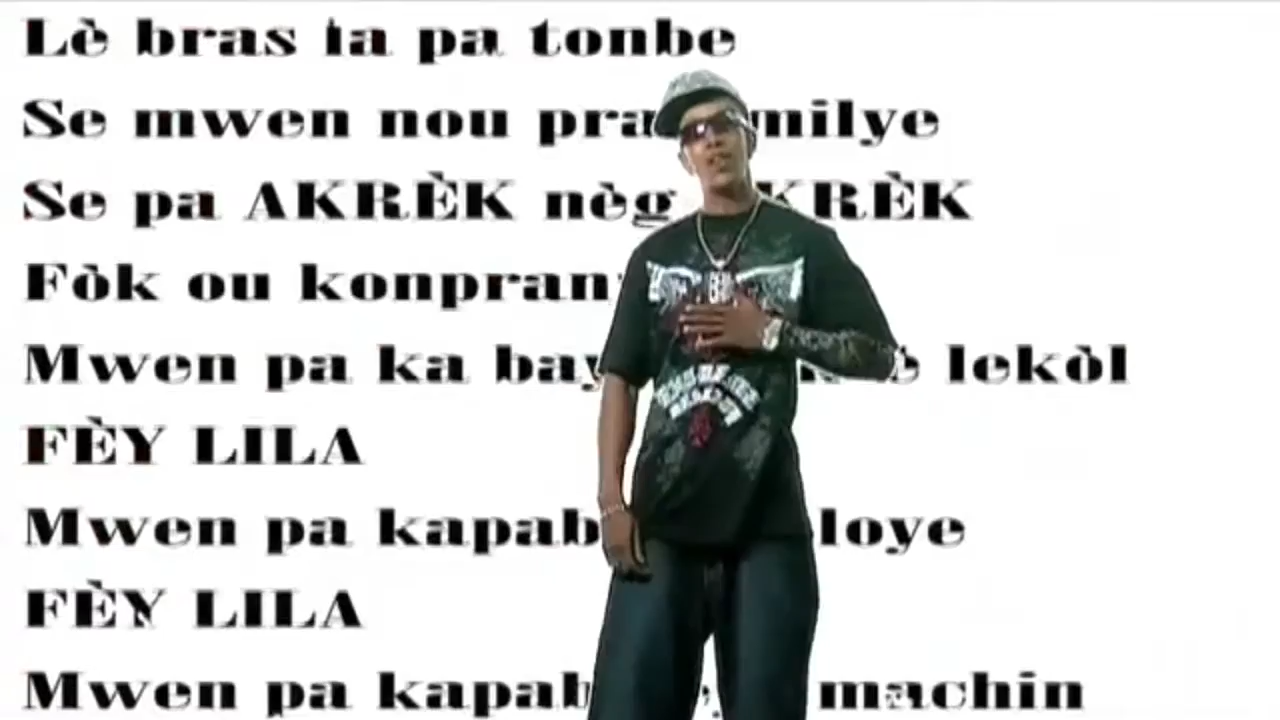 Lè bras la pa tonbe
Se mwen nou pra milye
Se pa AKRÈK nèg KRÈK
Fòk ou konpran
Mwen pa ka bay lekòl
FÈY LILA
Mwen pa kapab loye
FÈY LILA
Mwen pa kapab machin